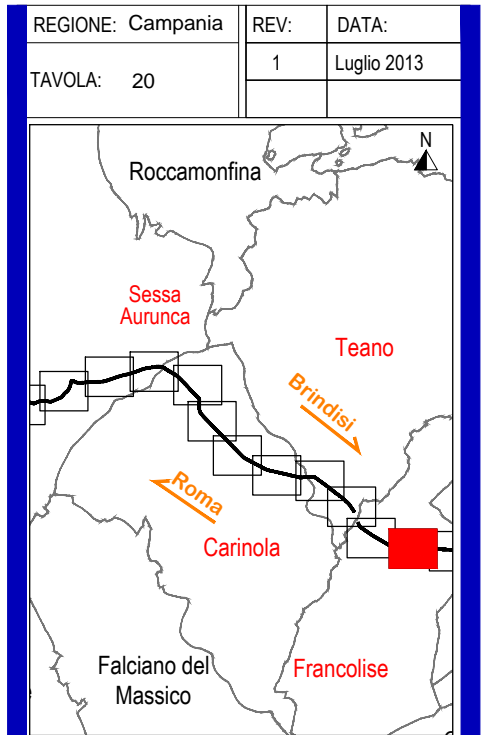 REGIONE: Campania
REV:
DATA:
1
Luglio 2013
TAVOLA: 20
N
Roccamonfina
Sessa
Aurunca
Teano
Brindisi
Roma
Carinola
Falciano del
Massico
Francolise